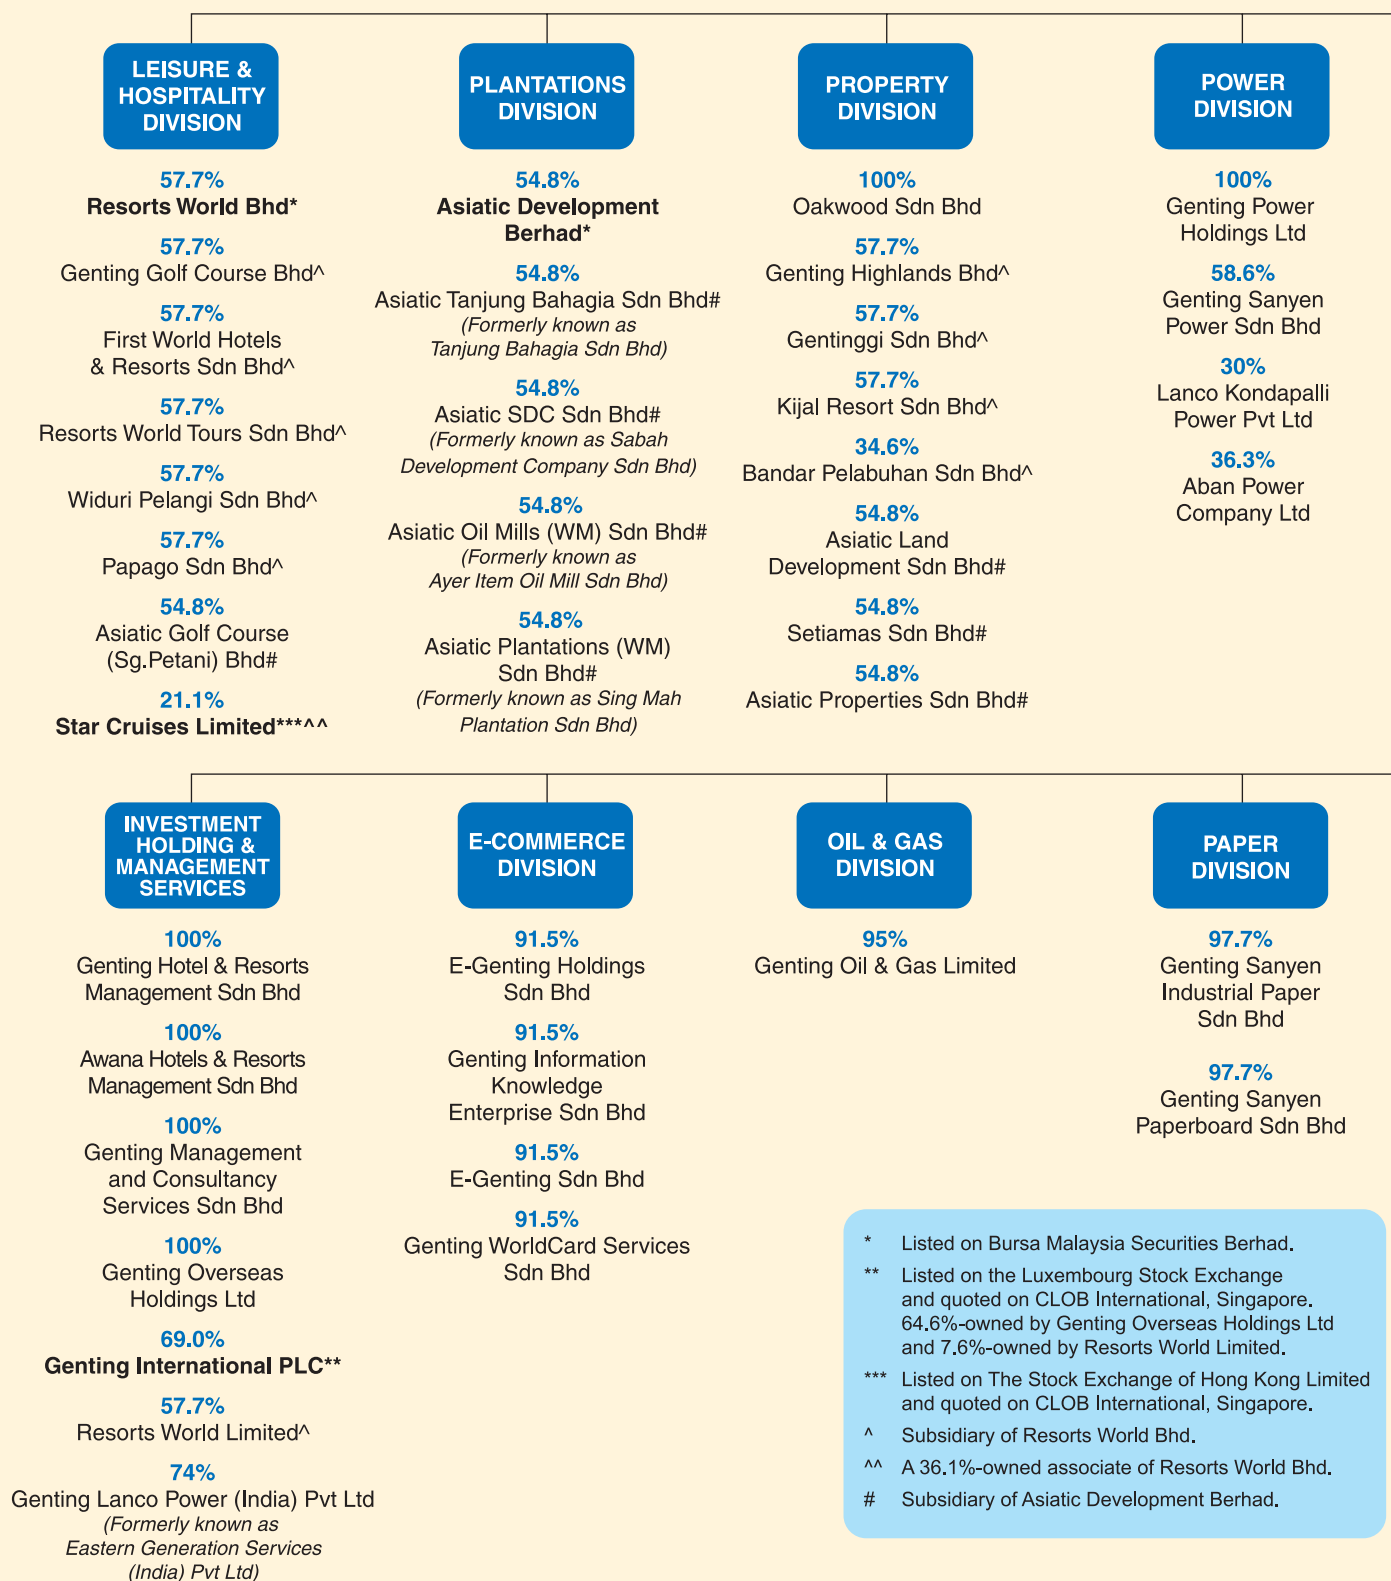 LEISURE &
HOSPITALITY
DIVISION
57.7%
Resorts World Bhd*
57.7%
Genting Golf Course Bhd^
57.7%
First World Hotels
& Resorts Sdn Bhd^
57.7%
Resorts World Tours Sdn Bhd^
57.7%
Widuri Pelangi Sdn Bhd^
57.7%
Papago Sdn Bhd^
54.8%
Asiatic Golf Course
(Sg.Petani) Bhd#
21.1%
Star Cruises Limited***^^
PLANTATIONS
DIVISION
54.8%
Asiatic Development
Berhad*
54.8%
Asiatic Tanjung Bahagia Sdn Bhd#
(Formerly known as
Tanjung Bahagia Sdn Bhd)
54.8%
Asiatic SDC Sdn Bhd#
(Formerly known as Sabah
Development Company Sdn Bhd)
54.8%
Asiatic Oil Mills (WM) Sdn Bhd#
(Formerly known as
Ayer Item Oil Mill Sdn Bhd)
54.8%
Asiatic Plantations (WM)
Sdn Bhd#
(Formerly known as Sing Mah
Plantation Sdn Bhd)
PROPERTY
DIVISION
100%
Oakwood Sdn Bhd
57.7%
Genting Highlands Bhd^
57.7%
Gentinggi Sdn Bhd^
57.7%
Kijal Resort Sdn Bhd^
34.6%
Bandar Pelabuhan Sdn Bhd^
54.8%
Asiatic Land
Development Sdn Bhd#
54.8%
Setiamas Sdn Bhd#
54.8%
Asiatic Properties Sdn Bhd#
POWER
DIVISION
100%
Genting Power
Holdings Ltd
58.6%
Genting Sanyen
Power Sdn Bhd
30%
Lanco Kondapalli
Power Pvt Ltd
36.3%
Aban Power
Company Ltd
INVESTMENT
HOLDING &
MANAGEMENT
SERVICES
100%
Genting Hotel & Resorts
Management Sdn Bhd
100%
Awana Hotels & Resorts
Management Sdn Bhd
100%
Genting Management
and Consultancy
Services Sdn Bhd
100%
Genting Overseas
Holdings Ltd
69.0%
Genting International PLC**
57.7%
Resorts World Limited^
74%
Genting Lanco Power (India) Pvt Ltd
(Formerly known as
Eastern Generation Services
(India) Pvt Ltd)
E-COMMERCE
DIVISION
91.5%
E-Genting Holdings
Sdn Bhd
91.5%
Genting Information
Knowledge
Enterprise Sdn Bhd
91.5%
E-Genting Sdn Bhd
91.5%
Genting WorldCard Services
Sdn Bhd
OIL & GAS
DIVISION
95%
Genting Oil & Gas Limited
PAPER
DIVISION
97.7%
Genting Sanyen
Industrial Paper
Sdn Bhd
97.7%
Genting Sanyen
Paperboard Sdn Bhd
* Listed on Bursa Malaysia Securities Berhad.
** Listed on the Luxembourg Stock Exchange
and quoted on CLOB International, Singapore.
64.6%-owned by Genting Overseas Holdings Ltd
and 7.6%-owned by Resorts World Limited.
*** Listed on The Stock Exchange of Hong Kong Limited
and quoted on CLOB International, Singapore.
^ Subsidiary of Resorts World Bhd.
^^ A 36.1%-owned associate of Resorts World Bhd.
# Subsidiary of Asiatic Development Berhad.